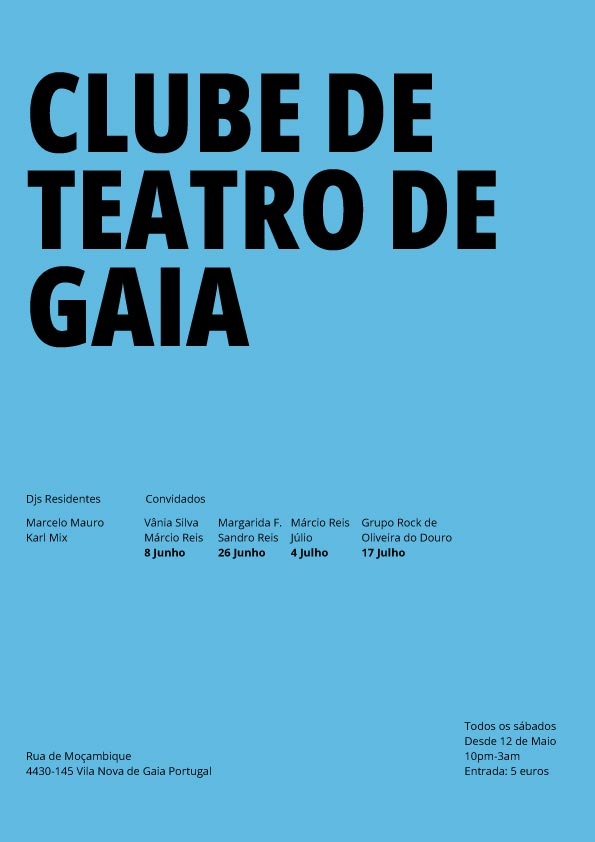 CLUBE DE
TEATRO DE
GAIA
Djs Residentes
Marcelo Mauro
Karl Mix
Convidados
Vânia Silva
Márcio Reis
8 Junho
Margarida F.
Sandro Reis
26 Junho
Márcio Reis
Júlio
4 Julho
Grupo Rock de
Oliveira do Douro
17 Julho
Rua de Moçambique
4430-145 Vila Nova de Gaia Portugal
Todos os sábados
Desde 12 de Maio
10pm-3am
Entrada: 5 euros